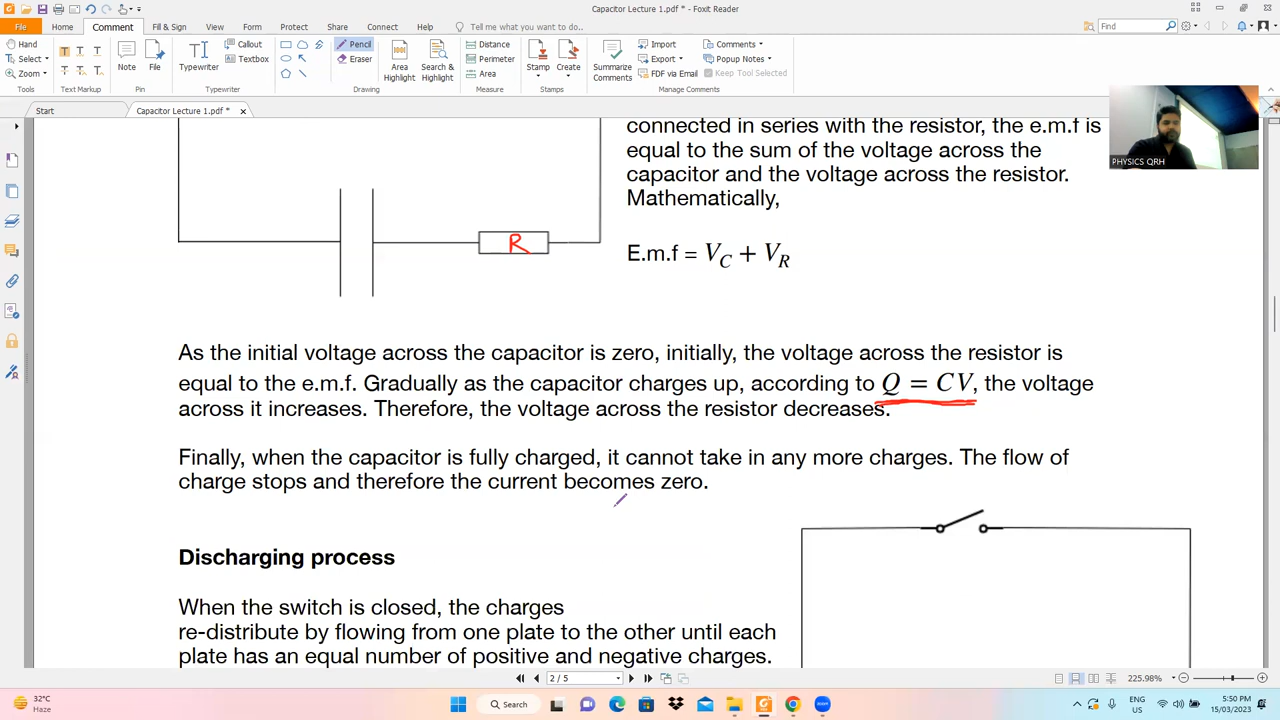 Capacitor Lecture 1.pdf * - Foxit Reader
File Home Comment Fill & Sign Form Protect Share Connect Help Tell me what you want to do... Find
Hand Select Zoom
Tools
T T T T T T
Text Markup
Note File
Pin
Typewriter Callout Textbox
Typewriter
Pencil Eraser
Area Highlight Search & Highlight
Drawing
Distance Perimeter Area
Measure
Stamp Create
Stamps
Summarize Comments Import Export FDF via Email Comments Popup Notes Keep Tool Selected
Manage Comments
Start Capacitor Lecture 1.pdf *
PHYSICS QRH
connected in series with the resistor, the e.m.f is
equal to the sum of the voltage across the
capacitor and the voltage across the resistor.
Mathematically,
R
E.m.f = V_C + V_R
As the initial voltage across the capacitor is zero, initially, the voltage across the resistor is
equal to the e.m.f. Gradually as the capacitor charges up, according to Q = CV, the voltage
across it increases. Therefore, the voltage across the resistor decreases.
Finally, when the capacitor is fully charged, it cannot take in any more charges. The flow of
charge stops and therefore the current becomes zero.
Discharging process
When the switch is closed, the charges
re-distribute by flowing from one plate to the other until each
plate has an equal number of positive and negative charges.
2 / 5 225.98%
32°C
Haze
Search
ENG
US
5:50 PM
15/03/2023